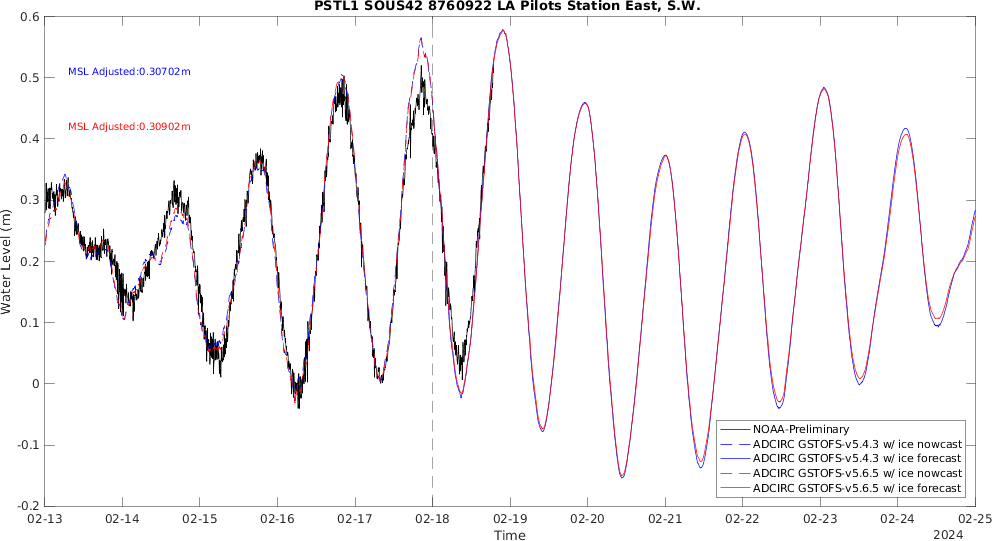 PSTL1 SOUS42 8760922 LA Pilots Station East, S.W.
0.6
0.5
0.4
0.3
0.2
0.1
0
-0.1
-0.2
Water Level (m)
MSL Adjusted:0.30702m
MSL Adjusted:0.30902m
NOAA-Preliminary
ADCIRC GSTOFS-v5.4.3 w/ ice nowcast
ADCIRC GSTOFS-v5.4.3 w/ ice forecast
ADCIRC GSTOFS-v5.6.5 w/ ice nowcast
ADCIRC GSTOFS-v5.6.5 w/ ice forecast
02-13 02-14 02-15 02-16 02-17 02-18 02-19 02-20 02-21 02-22 02-23 02-24 02-25
Time
2024